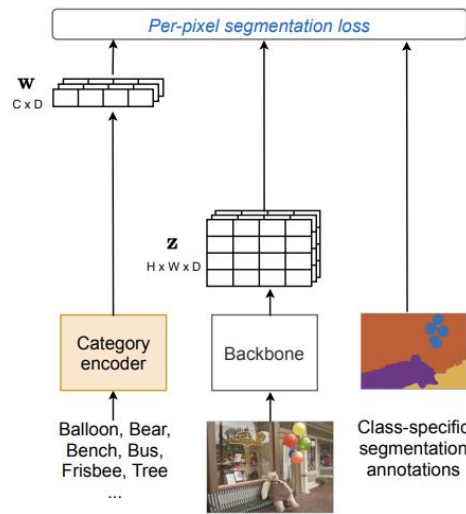 Per-pixel segmentation loss
w
C x D
z
H x W x D
Category
encoder
Backbone
Balloon, Bear,
Bench, Bus,
Frisbee, Tree
...
Class-specific
segmentation
annotations